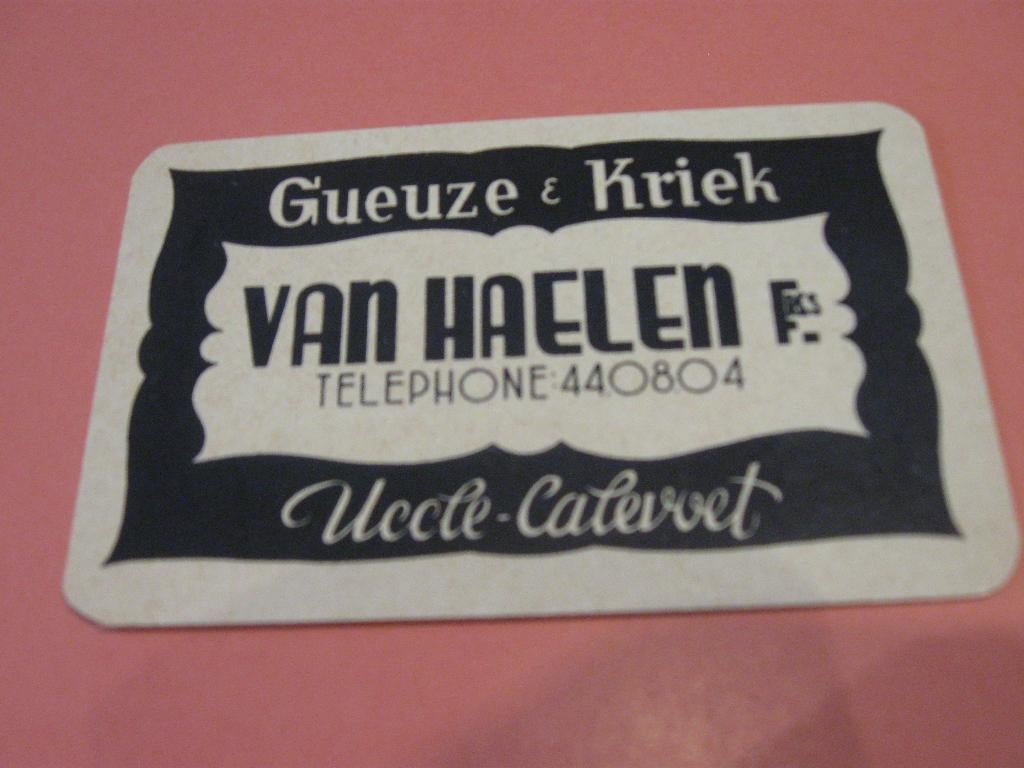 Gueuze & Kriek
VAN HAELEN Fres
TELEPHONE: 44.08.04
Uccle-Calevoet